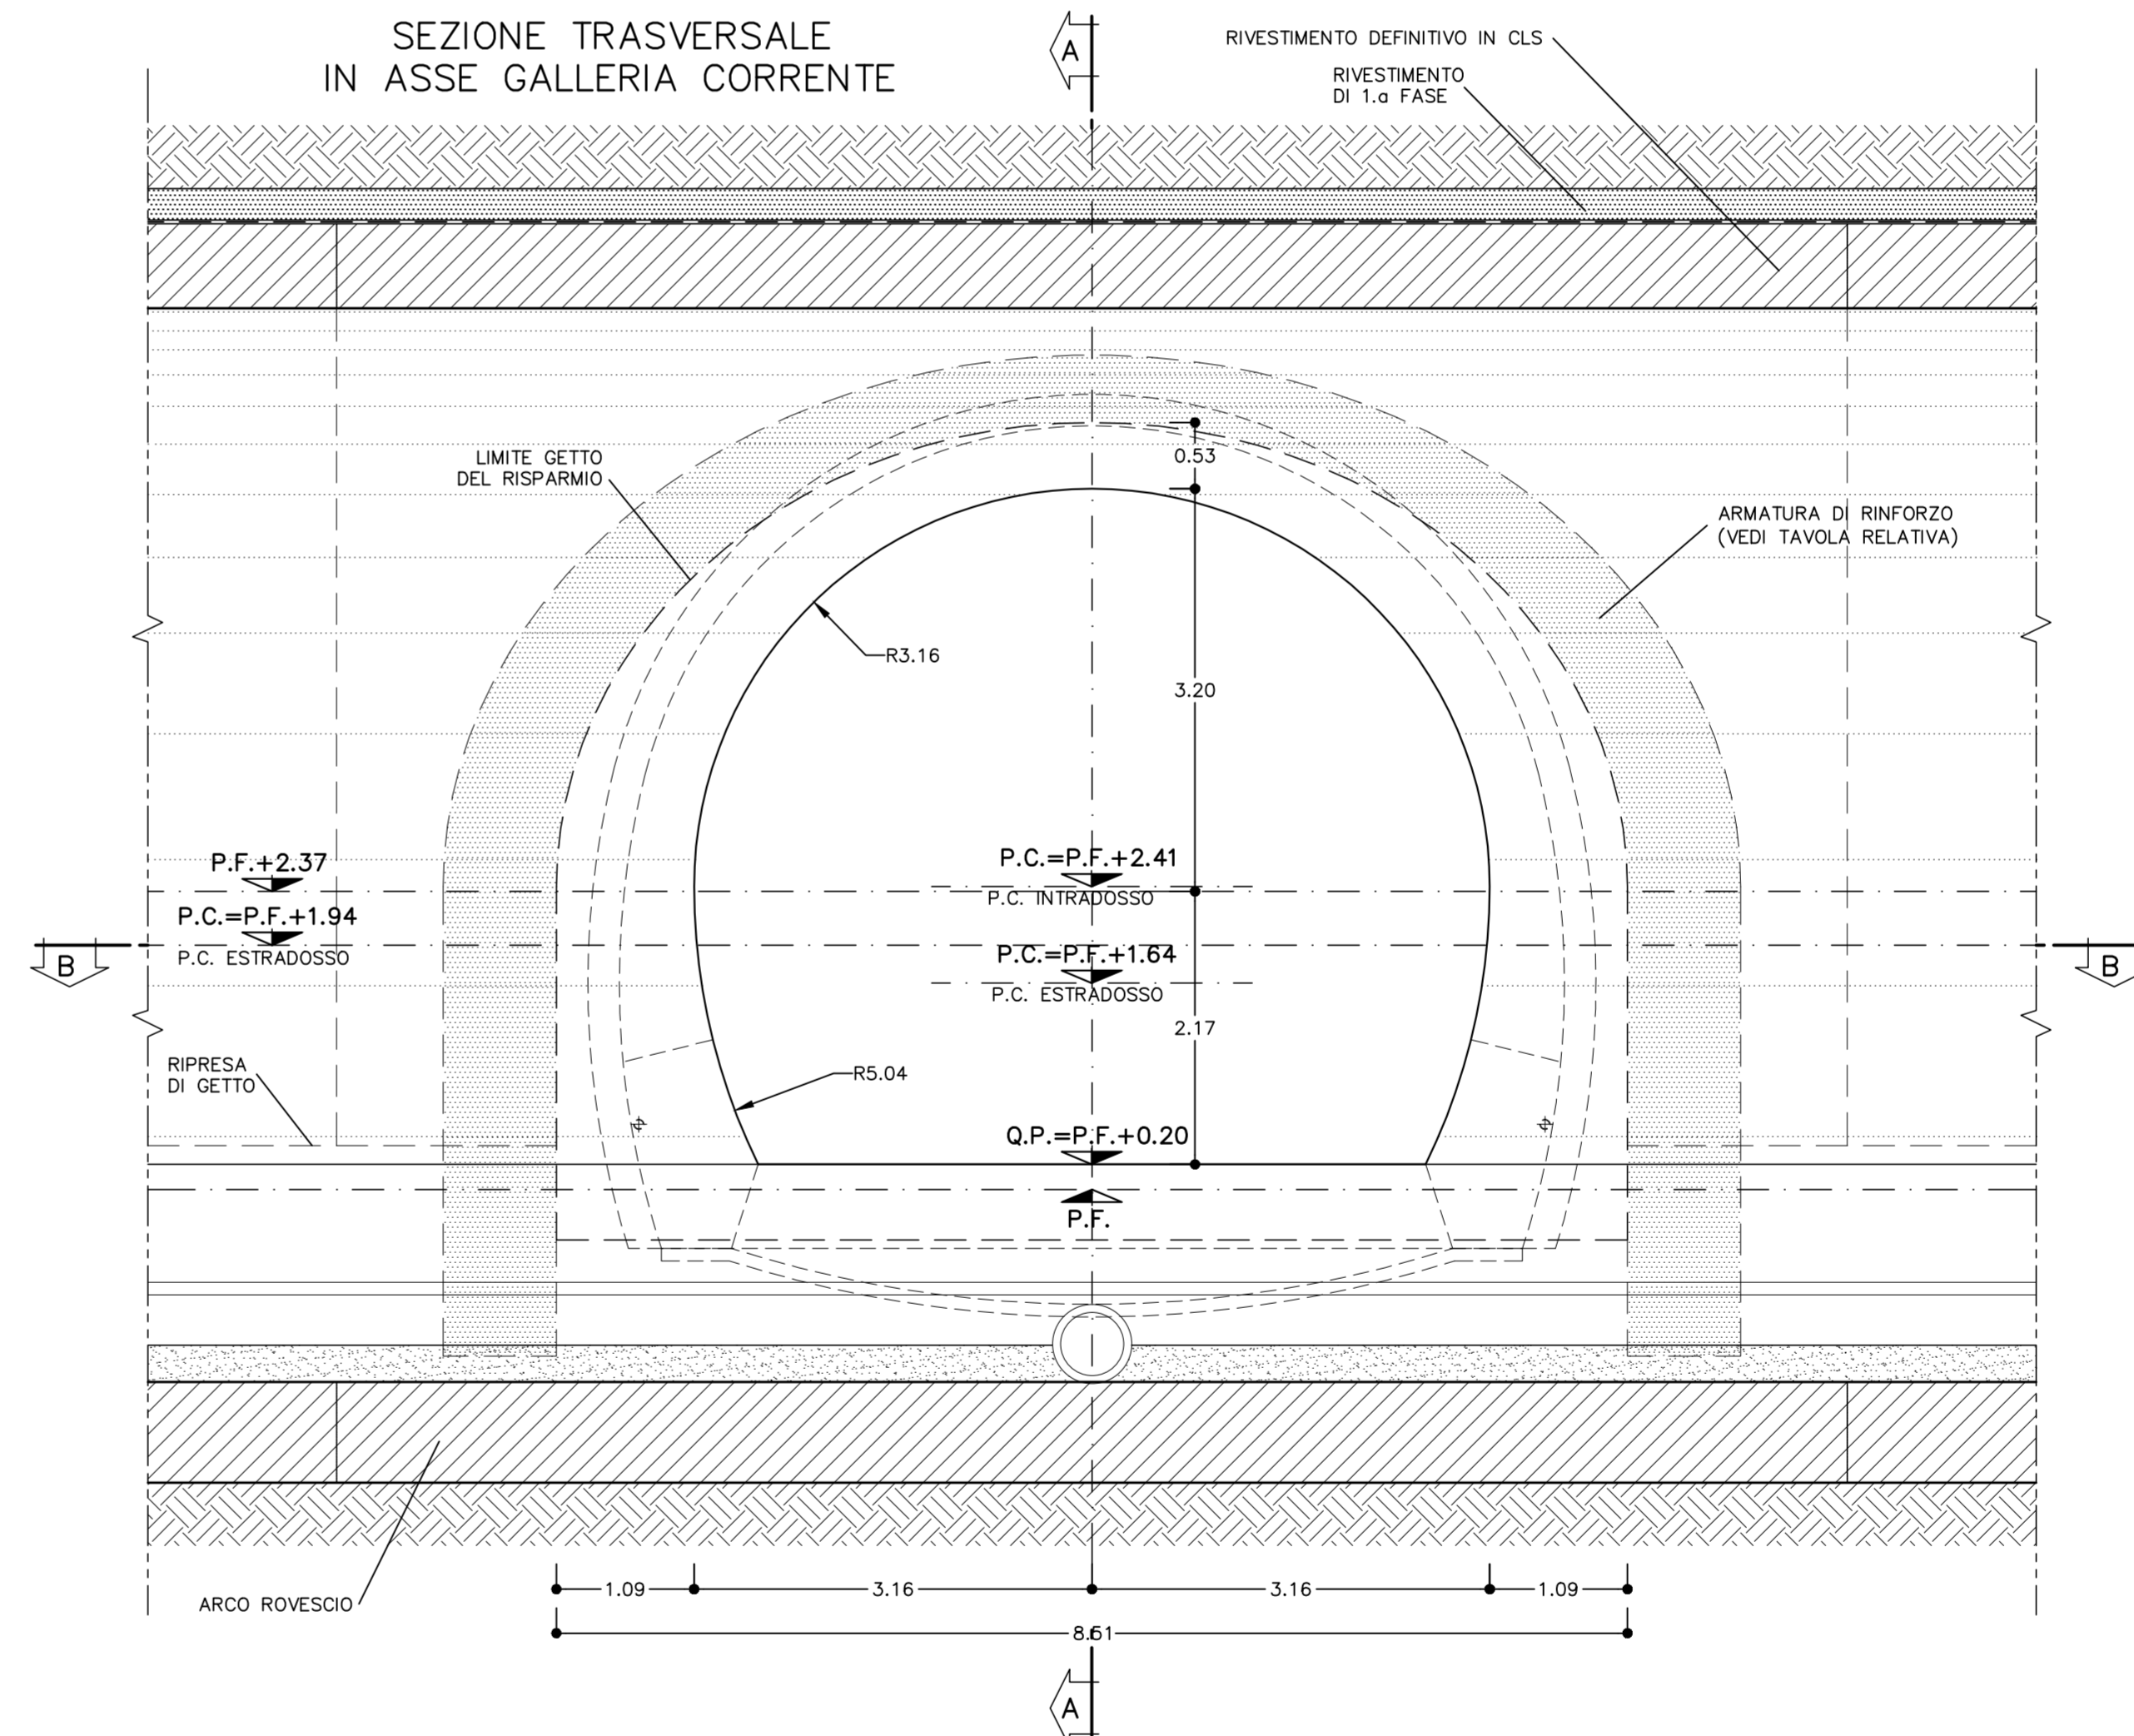 SEZIONE TRASVERSALE
IN ASSE GALLERIA CORRENTE
A
RIVESTIMENTO DEFINITIVO IN CLS
RIVESTIMENTO
DI 1.a FASE
LIMITE GETTO
DEL RISPARMIO
0.53
ARMATURA DI RINFORZO
(VEDI TAVOLA RELATIVA)
R3.16
3.20
P.F.+2.37
P.C.=P.F.+2.41
P.C. INTRADOSSO
P.C.=P.F.+1.94
P.C. ESTRADOSSO
B
P.C.=P.F.+1.64
P.C. ESTRADOSSO
B
2.17
RIPRESA
DI GETTO
R5.04
Q.P.=P.F.+0.20
P.F.
ARCO ROVESCIO
1.09
3.16
3.16
1.09
8.51
A